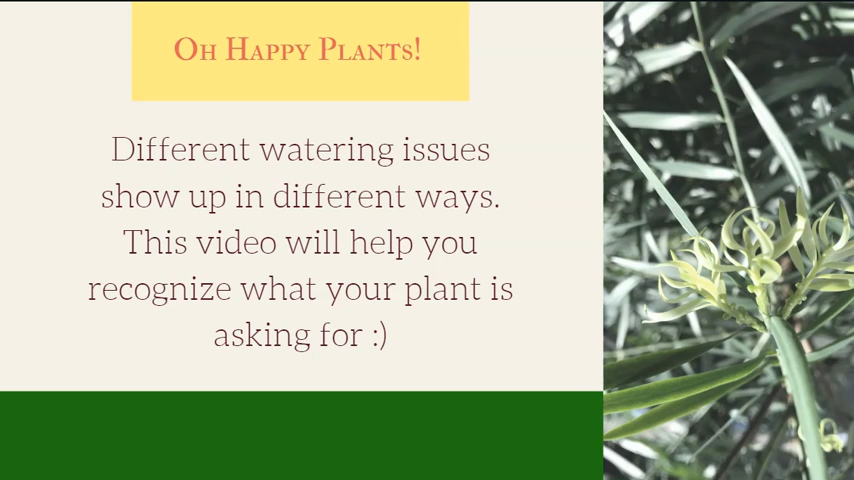 Oh Happy Plants!
Different watering issues
show up in different ways.
This video will help you
recognize what your plant is
asking for :)